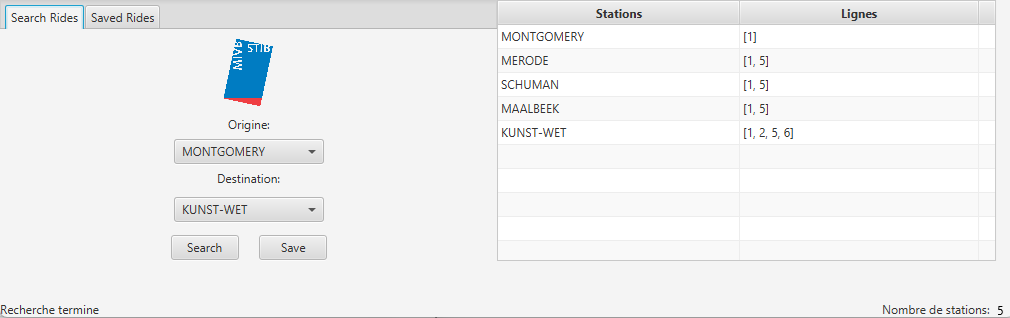 Search Rides Saved Rides
MIVB STIB
Origine:
MONTGOMERY
Destination:
KUNST-WET
Search Save
Stations Lignes
MONTGOMERY [1]
MERODE [1, 5]
SCHUMAN [1, 5]
MAALBEEK [1, 5]
KUNST-WET [1, 2, 5, 6]
Recherche termine
Nombre de stations: 5